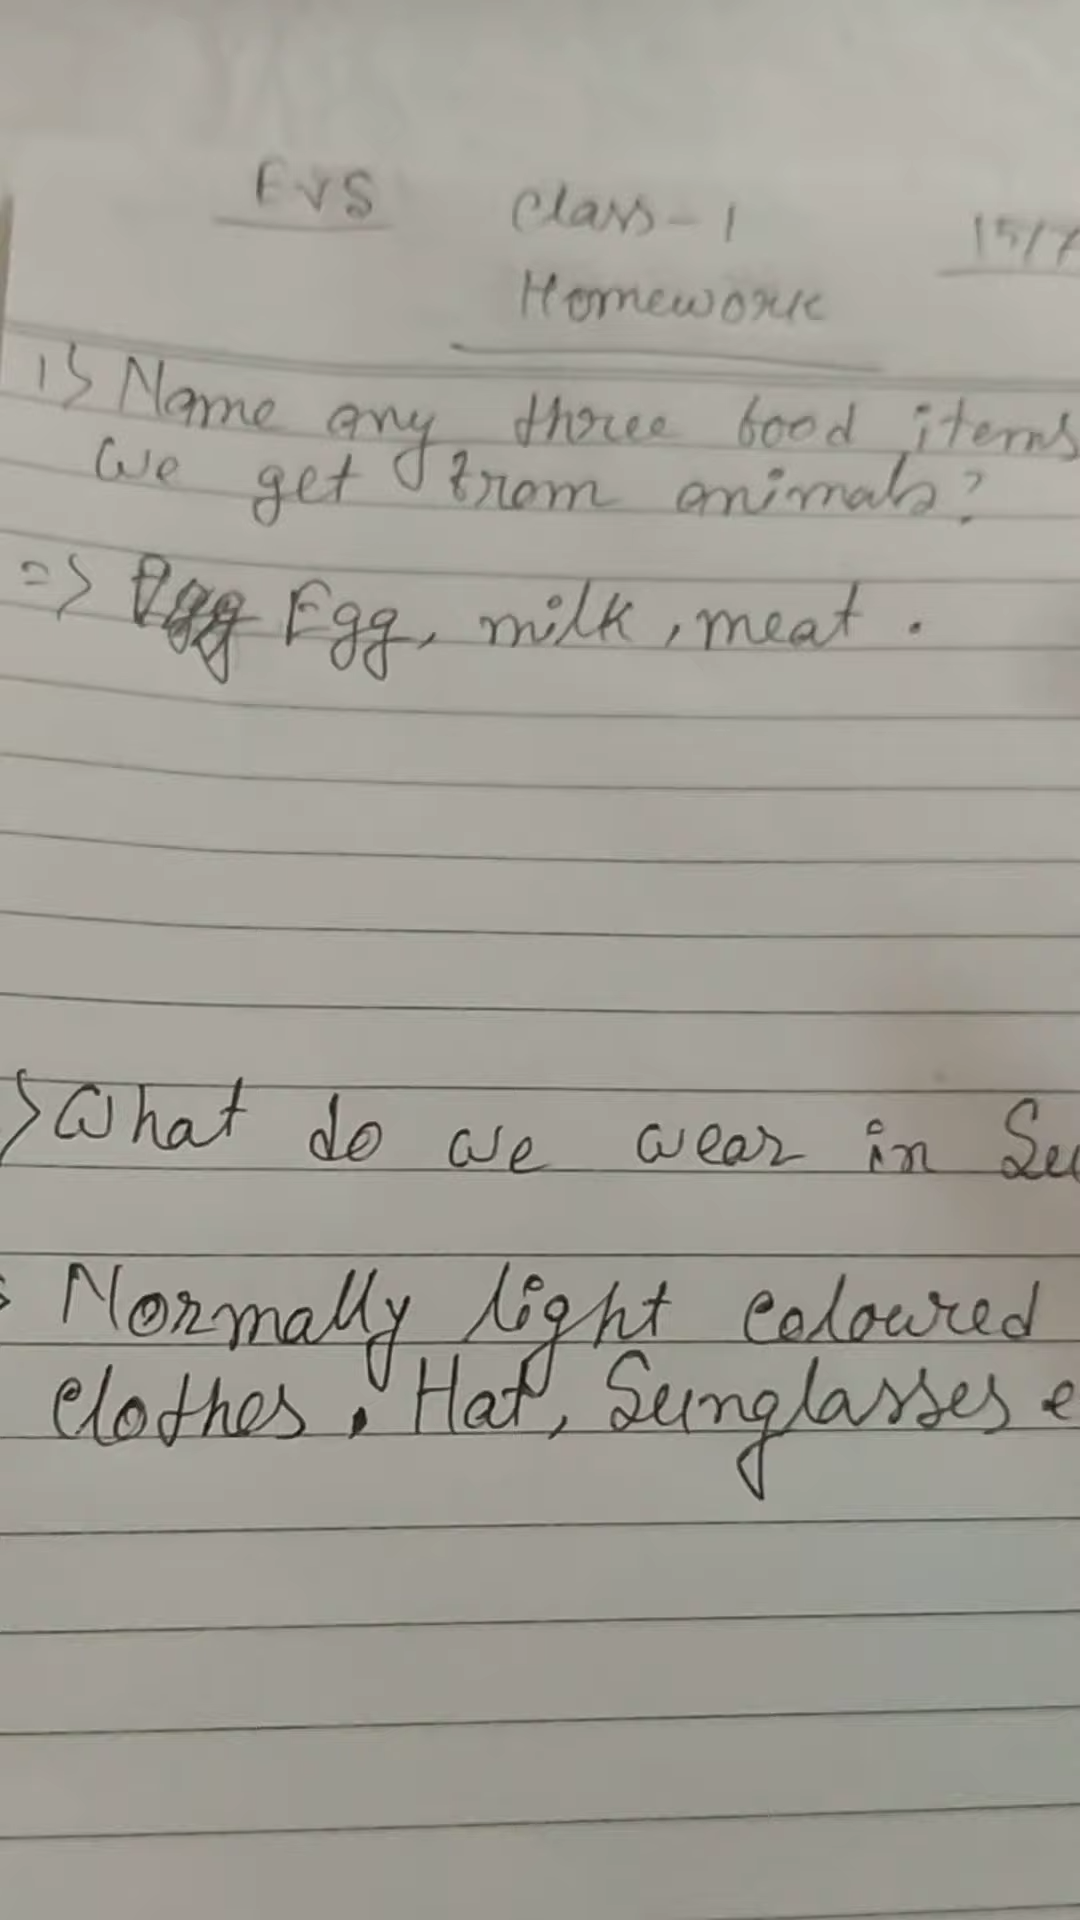 EVS Class-1 15/7
Homework
1) Name any three food items
we get from animals?
=> Egg, milk, meat.
> What do we wear in
Normally light coloured
clothes, Hat, Sunglasses